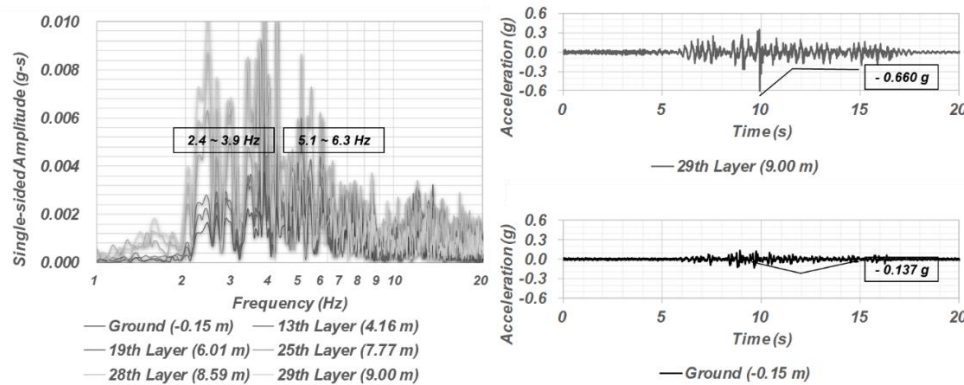 Single-sided Amplitude (g-s)
0.010
0.008
0.006
0.004
0.002
0.000
2.4 ~ 3.9 Hz
5.1 ~ 6.3 Hz
1 2 3 4 5 6 7 8 9 10 20
Frequency (Hz)
Ground (-0.15 m)
13th Layer (4.16 m)
19th Layer (6.01 m)
25th Layer (7.77 m)
28th Layer (8.59 m)
29th Layer (9.00 m)
Acceleration (g)
0.6
0.3
0.0
-0.3
-0.6
- 0.660 g
0 5 10 15 20
Time (s)
29th Layer (9.00 m)
Acceleration (g)
0.6
0.3
0.0
-0.3
-0.6
- 0.137 g
0 5 10 15 20
Time (s)
Ground (-0.15 m)